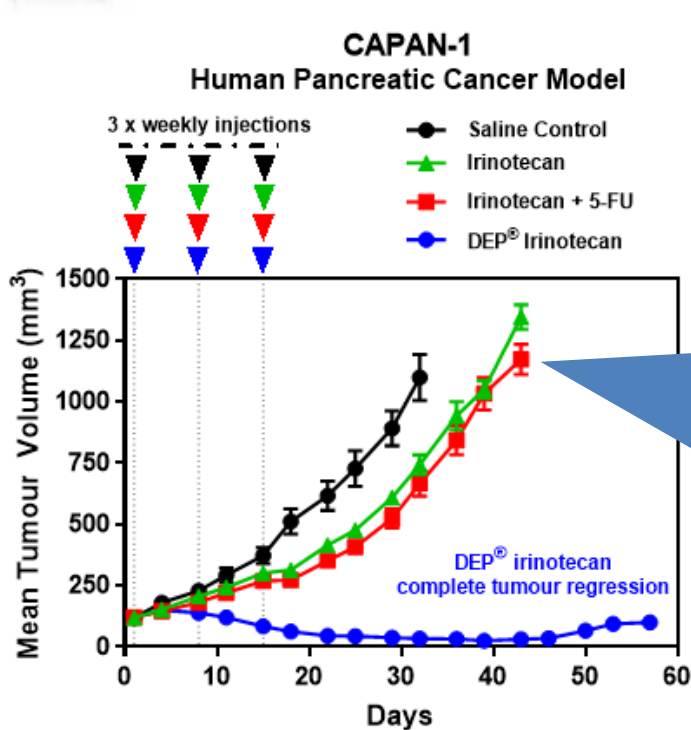 CAPAN-1
Human Pancreatic Cancer Model
3 x weekly injections
Saline Control
Irinotecan
Irinotecan + 5-FU
DEP® Irinotecan
Mean Tumour Volume (mm³)
1500
1250
1000
750
500
250
0
DEP® irinotecan
complete tumour regression
0 10 20 30 40 50 60
Days